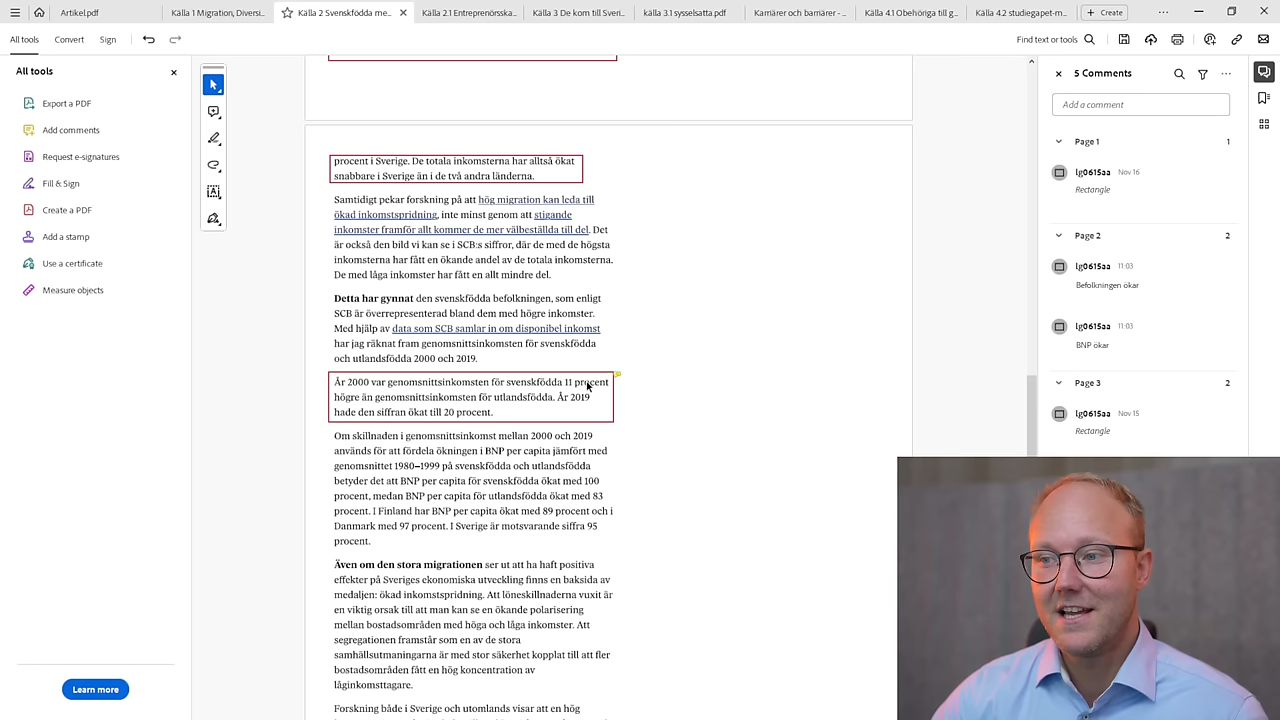 Artikel.pdf
Källa 1 Migration, Diversi...
Källa 2 Svenskfödda me...
Källa 2.1 Entreprenörsska...
Källa 3 De kom till Sveri...
källa 3.1 sysselsatta.pdf
Karriärer och barriärer - ...
Källa 4.1 Obehöriga till g...
Källa 4.2 studiegapet-m...
Create
All tools
Convert
Sign
Find text or tools
All tools
Export a PDF
Add comments
Request e-signatures
Fill & Sign
Create a PDF
Add a stamp
Use a certificate
Measure objects
Learn more
procent i Sverige. De totala inkomsterna har alltså ökat
snabbare i Sverige än i de två andra länderna.
Samtidigt pekar forskning på att hög migration kan leda till
ökad inkomstspridning, inte minst genom att stigande
inkomster framför allt kommer de mer välbeställda till del. Det
är också den bild vi kan se i SCB:s siffror, där de med de högsta
inkomsterna har fått en ökande andel av de totala inkomsterna.
De med låga inkomster har fått en allt mindre del.
Detta har gynnat den svenskfödda befolkningen, som enligt
SCB är överrepresenterad bland dem med högre inkomster.
Med hjälp av data som SCB samlar in om disponibel inkomst
har jag räknat fram genomsnittsinkomsten för svenskfödda
och utlandsfödda 2000 och 2019.
År 2000 var genomsnittsinkomsten för svenskfödda 11 procent
högre än genomsnittsinkomsten för utlandsfödda. År 2019
hade den siffran ökat till 20 procent.
Om skillnaden i genomsnittsinkomst mellan 2000 och 2019
används för att fördela ökningen i BNP per capita jämfört med
genomsnittet 1980–1999 på svenskfödda och utlandsfödda
betyder det att BNP per capita för svenskfödda ökat med 100
procent, medan BNP per capita för utlandsfödda ökat med 83
procent. I Finland har BNP per capita ökat med 89 procent och i
Danmark med 97 procent. I Sverige är motsvarande siffra 95
procent.
Även om den stora migrationen ser ut att ha haft positiva
effekter på Sveriges ekonomiska utveckling finns en baksida av
medaljen: ökad inkomstspridning. Att löneskillnaderna vuxit är
en viktig orsak till att man kan se en ökande polarisering
mellan bostadsområden med höga och låga inkomster. Att
segregationen framstår som en av de stora
samhällsutmaningarna är med stor säkerhet kopplat till att fler
bostadsområden fått en hög koncentration av
låginkomsttagare.
Forskning både i Sverige och utomlands visar att en hög
5 Comments
Add a comment
Page 1
1
lg0615aa Nov 16
Rectangle
Page 2
2
lg0615aa 11:03
Befolkningen ökar
lg0615aa 11:03
BNP ökar
Page 3
2
lg0615aa Nov 15
Rectangle